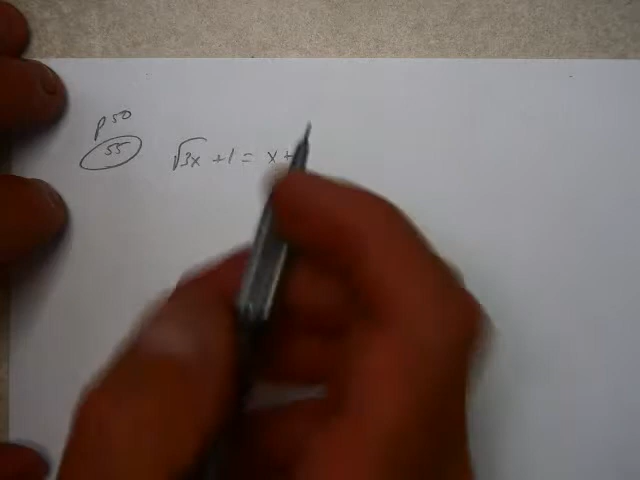 p50
55 √3x +1 = x+